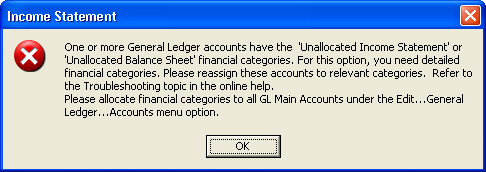 Income Statement
One or more General Ledger accounts have the 'Unallocated Income Statement' or
'Unallocated Balance Sheet' financial categories. For this option, you need detailed
financial categories. Please reassign these accounts to relevant categories. Refer to
the Troubleshooting topic in the online help.
Please allocate financial categories to all GL Main Accounts under the Edit...General
Ledger...Accounts menu option.
OK